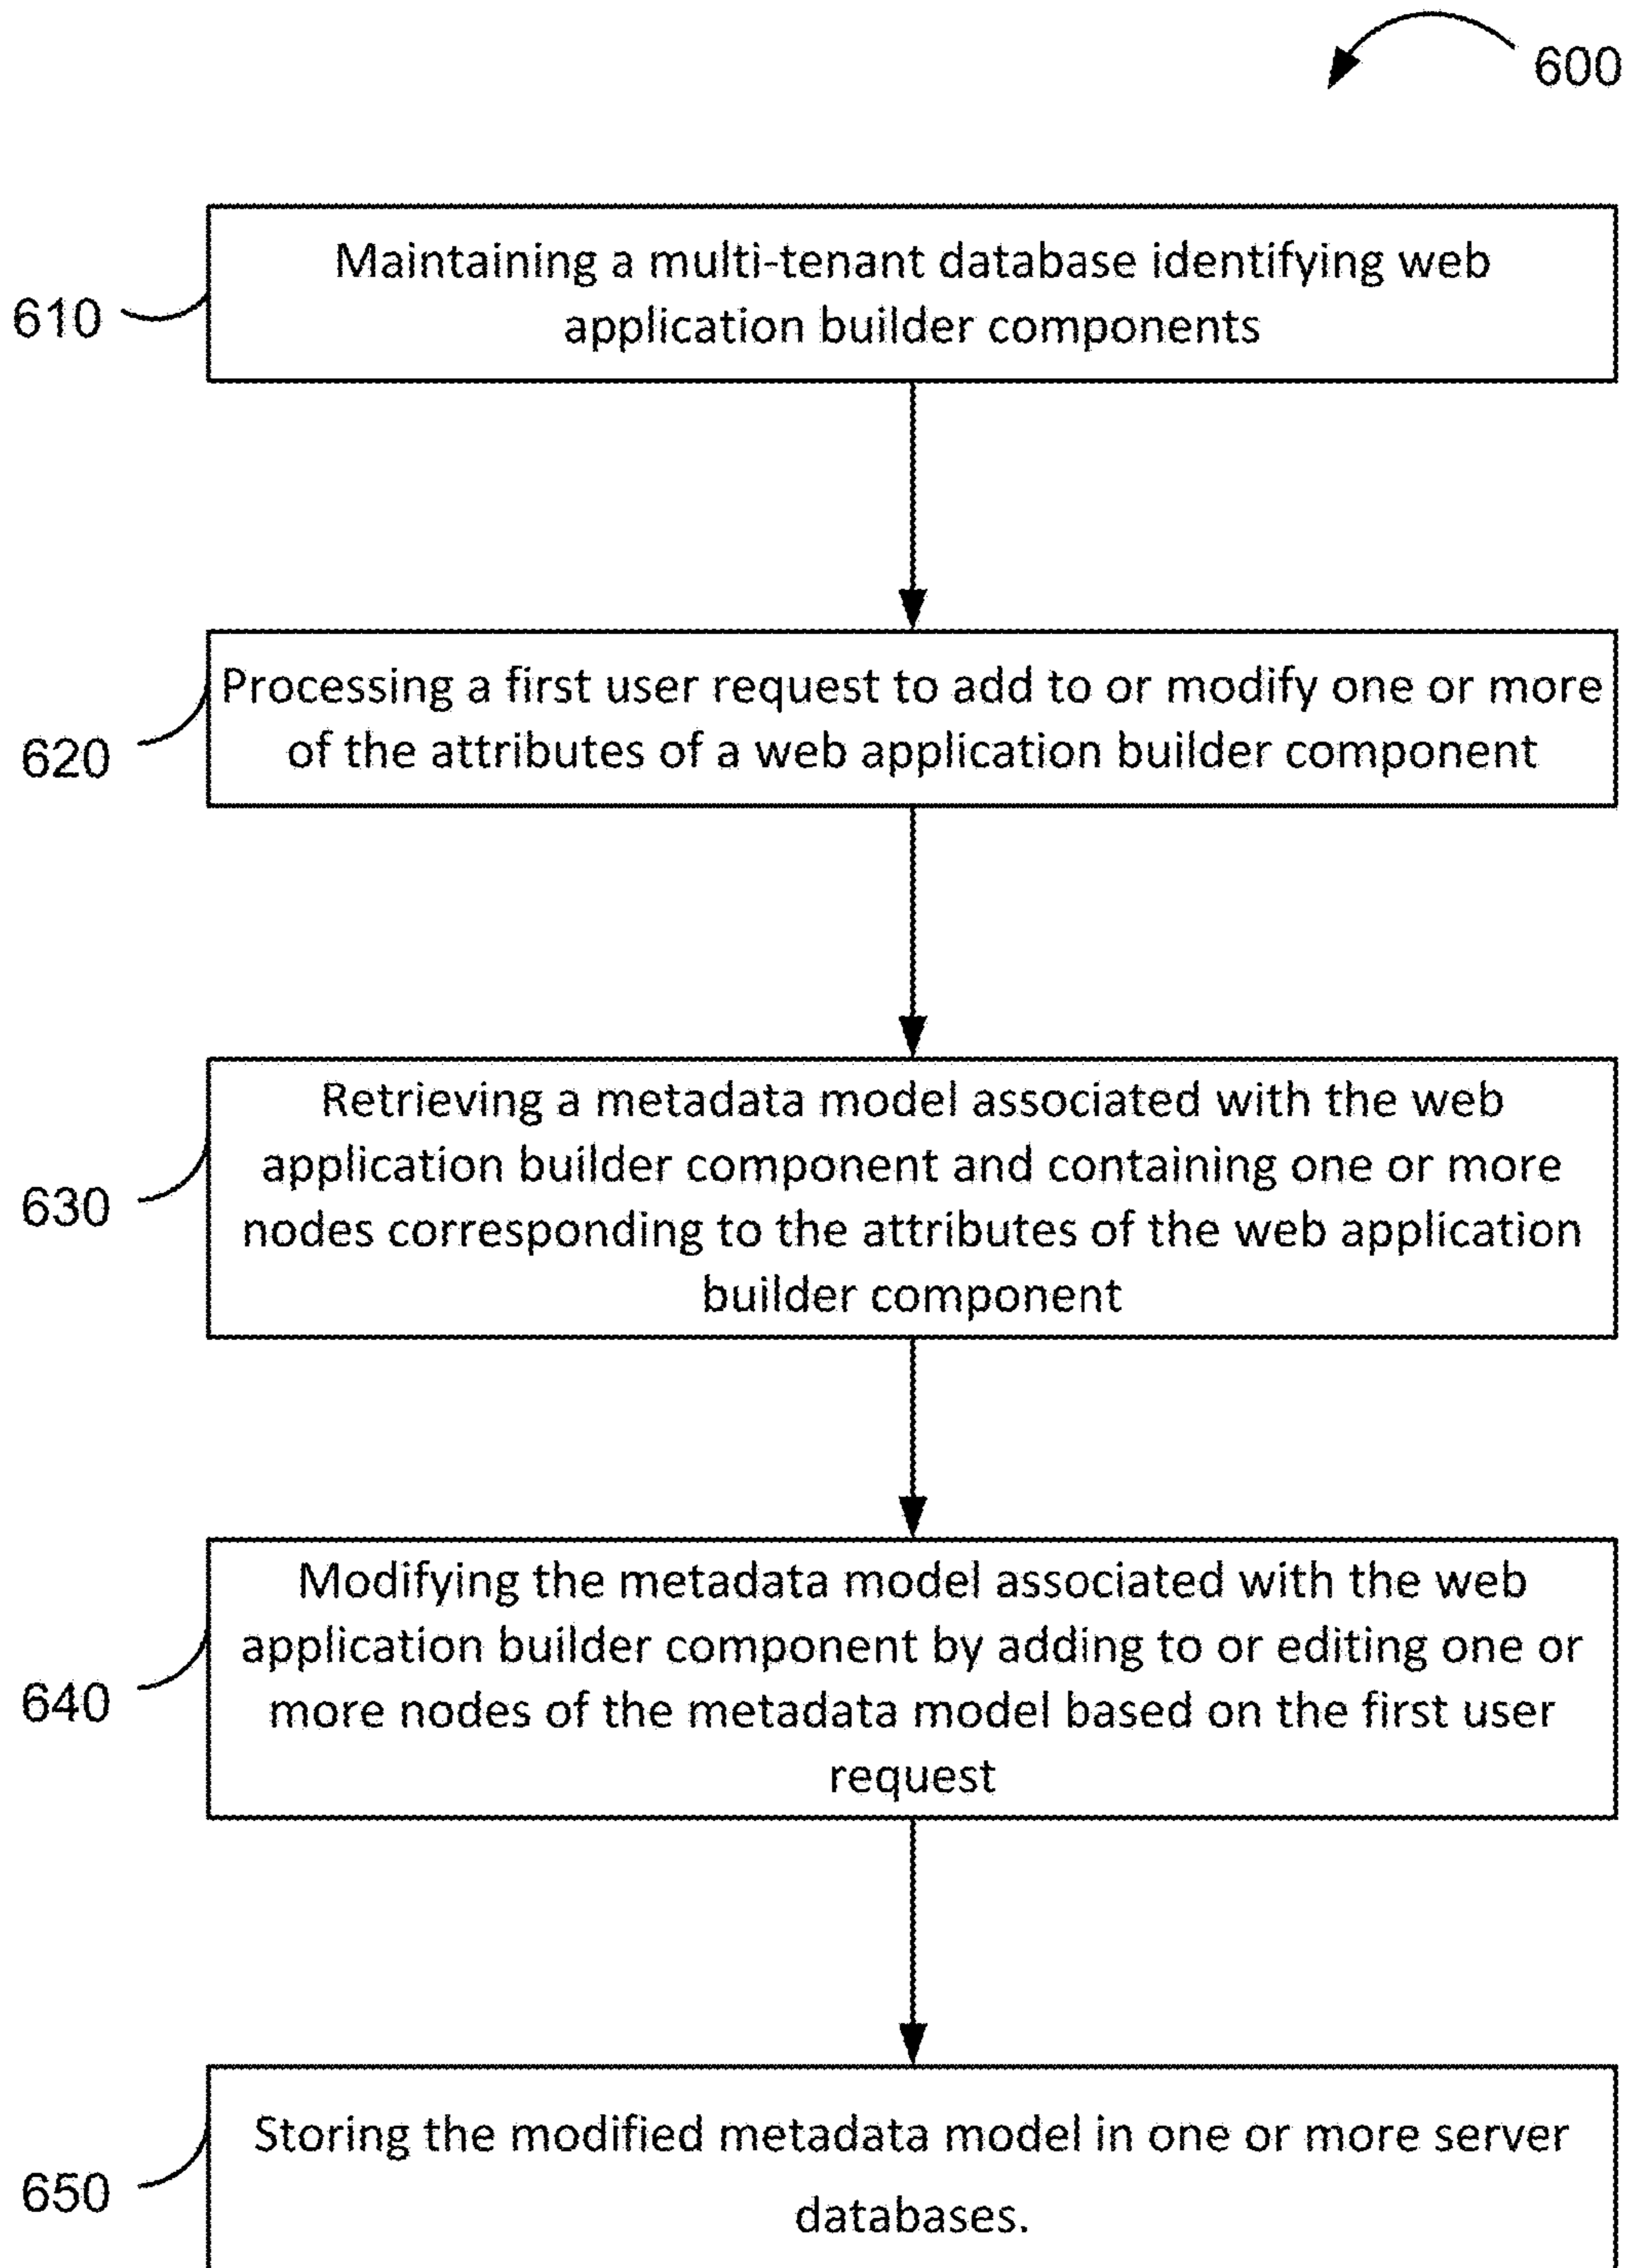 600
610
Maintaining a multi-tenant database identifying web
application builder components
620
Processing a first user request to add to or modify one or more
of the attributes of a web application builder component
630
Retrieving a metadata model associated with the web
application builder component and containing one or more
nodes corresponding to the attributes of the web application
builder component
640
Modifying the metadata model associated with the web
application builder component by adding to or editing one or
more nodes of the metadata model based on the first user
request
650
Storing the modified metadata model in one or more server
databases.